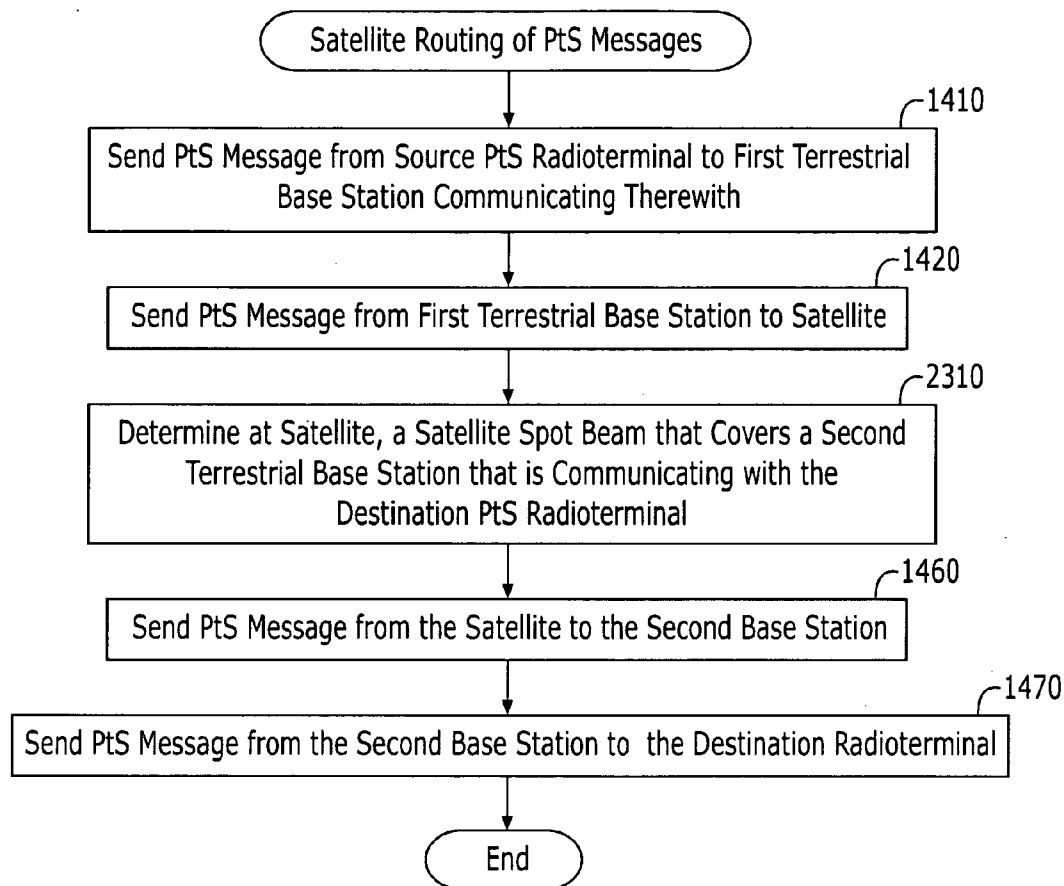 Satellite Routing of PtS Messages
1410
Send PtS Message from Source PtS Radioterminal to First Terrestrial
Base Station Communicating Therewith
1420
Send PtS Message from First Terrestrial Base Station to Satellite
2310
Determine at Satellite, a Satellite Spot Beam that Covers a Second
Terrestrial Base Station that is Communicating with the
Destination PtS Radioterminal
1460
Send PtS Message from the Satellite to the Second Base Station
1470
Send PtS Message from the Second Base Station to the Destination Radioterminal
End